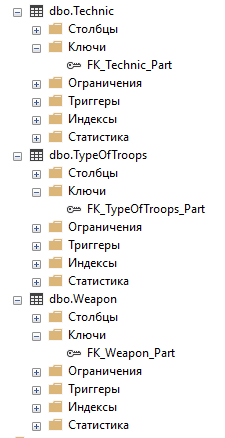 dbo.Technic
Столбцы
Ключи
FK_Technic_Part
Ограничения
Триггеры
Индексы
Статистика
dbo.TypeOfTroops
Столбцы
Ключи
FK_TypeOfTroops_Part
Ограничения
Триггеры
Индексы
Статистика
dbo.Weapon
Столбцы
Ключи
FK_Weapon_Part
Ограничения
Триггеры
Индексы
Статистика